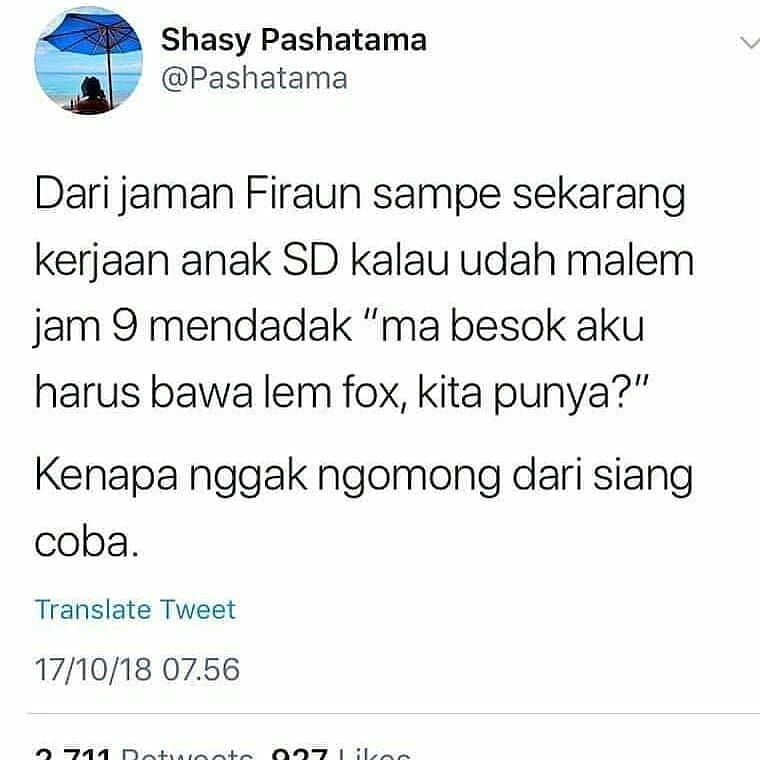 Shasy Pashatama
@Pashatama
Dari jaman Firaun sampe sekarang
kerjaan anak SD kalau udah malem
jam 9 mendadak “ma besok aku
harus bawa lem fox, kita punya?”
Kenapa nggak ngomong dari siang
coba.
Translate Tweet
17/10/18 07.56
2.711 Retweets 927 Likes